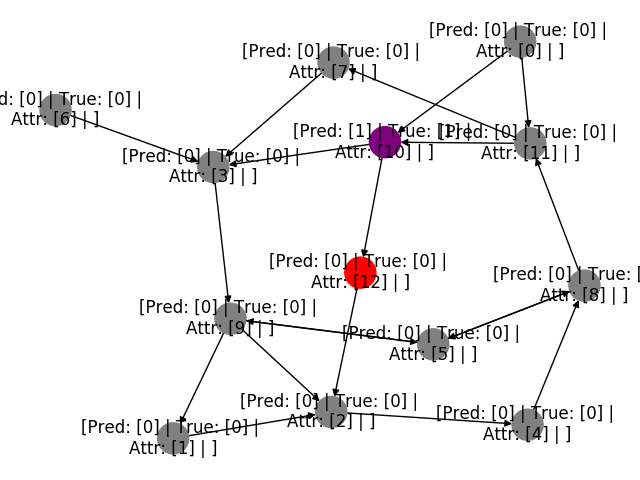 [Pred: [0] | True: [0] |
Attr: [0] | ]
[Pred: [0] | True: [0] |
Attr: [7] | ]
d: [0] | True: [0] |
Attr: [6] | ]
[Pred: [1] | True: [1] |
Attr: [10] | ]
[Pred: [0] | True: [0] |
Attr: [11] | ]
[Pred: [0] | True: [0] |
Attr: [3] | ]
[Pred: [0] | True: [0] |
Attr: [12] | ]
[Pred: [0] | True: [
Attr: [8] | ]
[Pred: [0] | True: [0] |
Attr: [9] | ]
[Pred: [0] | True: [0] |
Attr: [5] | ]
[Pred: [0] | True: [0] |
Attr: [2] | ]
[Pred: [0] | True: [0] |
Attr: [4] | ]
[Pred: [0] | True: [0] |
Attr: [1] | ]